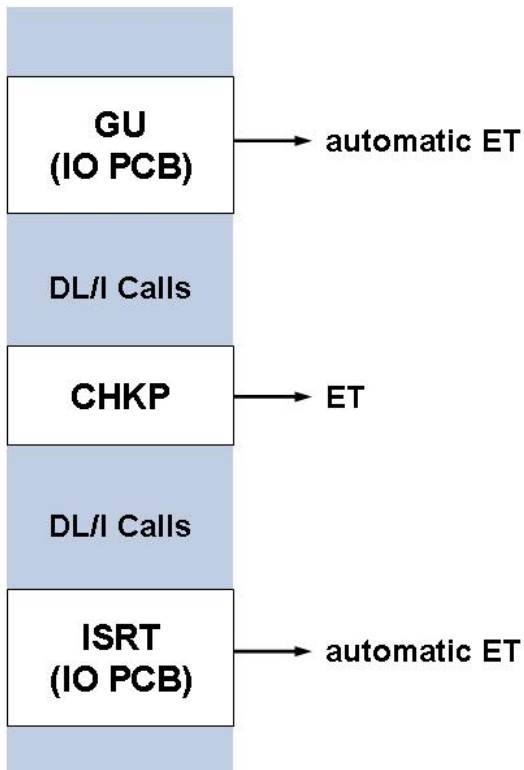 GU
(IO PCB)
automatic ET
DL/I Calls
CHKP
ET
DL/I Calls
ISRT
(IO PCB)
automatic ET